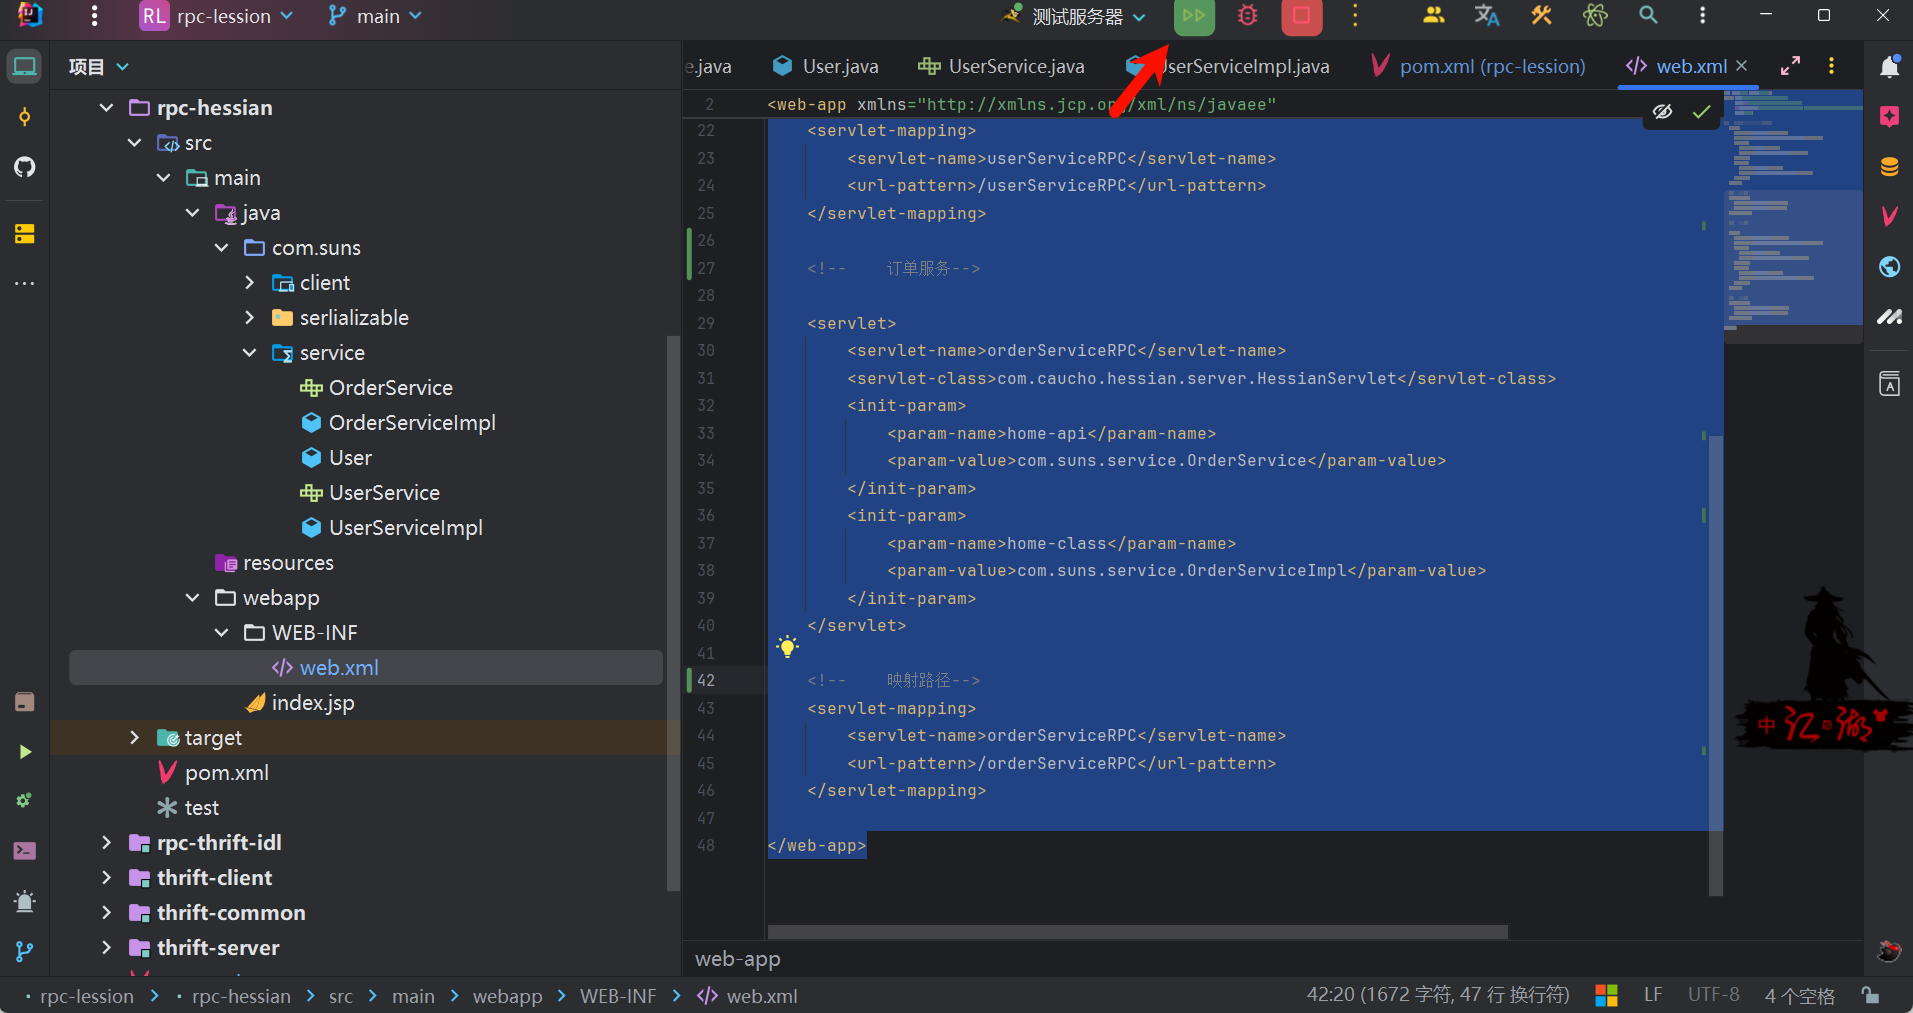 RL rpc-lession main 测试服务器
项目
rpc-hessian
src
main
java
com.suns
client
serlializable
service
OrderService
OrderServiceImpl
User
UserService
UserServiceImpl
resources
webapp
WEB-INF
web.xml
index.jsp
target
pom.xml
test
rpc-thrift-idl
thrift-client
thrift-common
thrift-server
e.java User.java UserService.java UserServiceImpl.java pom.xml (rpc-lession) web.xml
2 <web-app xmlns="http://xmlns.jcp.org/xml/ns/javaee"
22 <servlet-mapping>
23 <servlet-name>userServiceRPC</servlet-name>
24 <url-pattern>/userServiceRPC</url-pattern>
25 </servlet-mapping>
26
27 <!-- 订单服务-->
28
29 <servlet>
30 <servlet-name>orderServiceRPC</servlet-name>
31 <servlet-class>com.caucho.hessian.server.HessianServlet</servlet-class>
32 <init-param>
33 <param-name>home-api</param-name>
34 <param-value>com.suns.service.OrderService</param-value>
35 </init-param>
36 <init-param>
37 <param-name>home-class</param-name>
38 <param-value>com.suns.service.OrderServiceImpl</param-value>
39 </init-param>
40 </servlet>
41
42 <!-- 映射路径-->
43 <servlet-mapping>
44 <servlet-name>orderServiceRPC</servlet-name>
45 <url-pattern>/orderServiceRPC</url-pattern>
46 </servlet-mapping>
47
48 </web-app>
web-app
rpc-lession rpc-hessian src main webapp WEB-INF web.xml
42:20 (1672 字符, 47 行 换行符) LF UTF-8 4 个空格